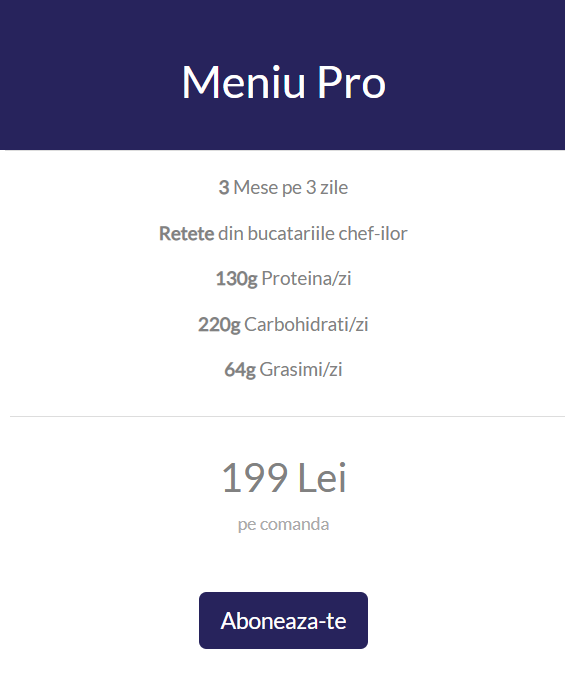 Meniu Pro
3 Mese pe 3 zile
Retete din bucatariile chef-ilor
130g Proteina/zi
220g Carbohidrati/zi
64g Grasimi/zi
199 Lei
pe comanda
Aboneaza-te